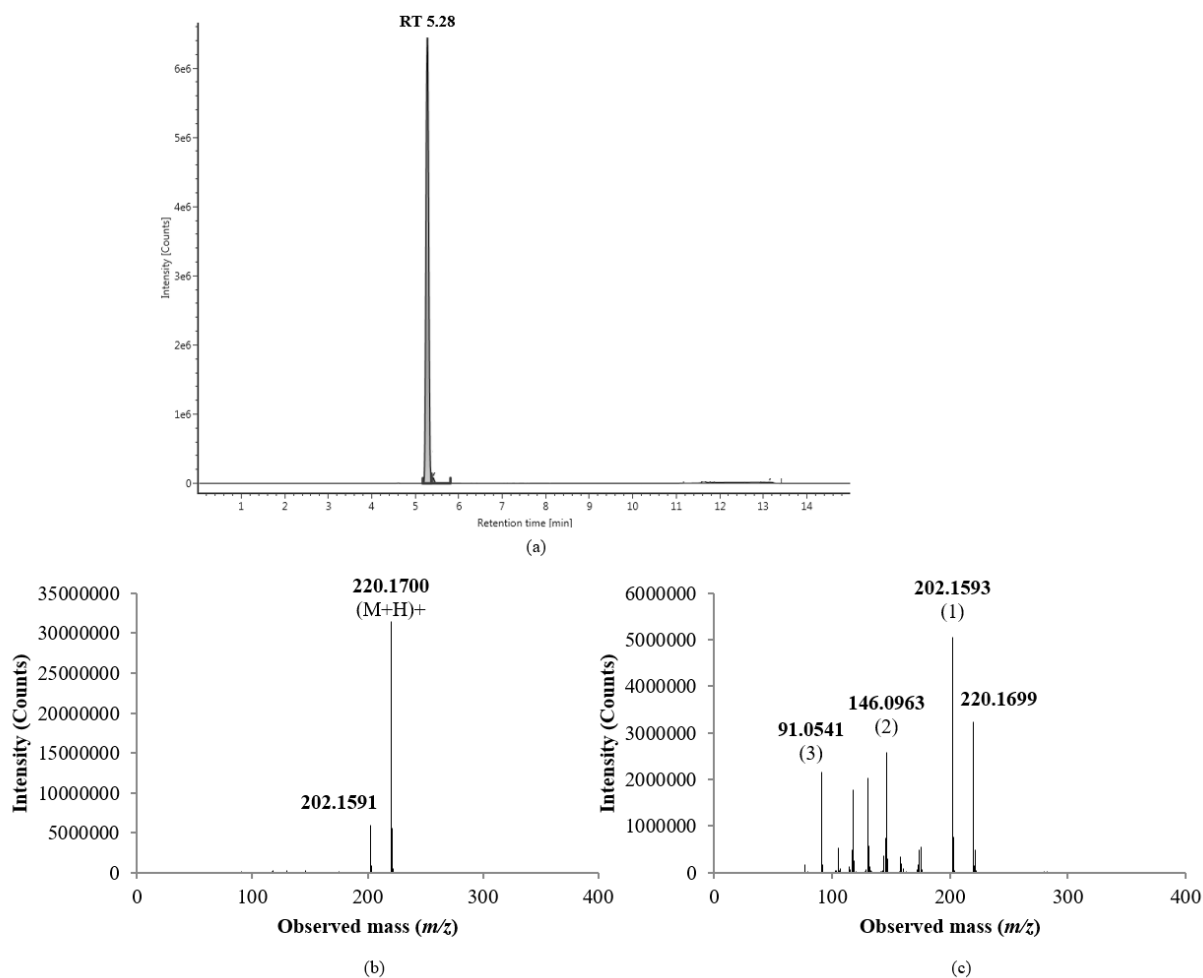 RT 5.28
6e6
5e6
4e6
3e6
2e6
1e6
0
Intensity [Counts]
1 2 3 4 5 6 7 8 9 10 11 12 13 14
Retention time [min]
(a)
220.1700
(M+H)+
202.1591
35000000
30000000
25000000
20000000
15000000
10000000
5000000
0
Intensity (Counts)
0 100 200 300 400
Observed mass (m/z)
(b)
202.1593
(1)
146.0963
(2)
220.1699
91.0541
(3)
6000000
5000000
4000000
3000000
2000000
1000000
0
Intensity (Counts)
0 100 200 300 400
Observed mass (m/z)
(c)